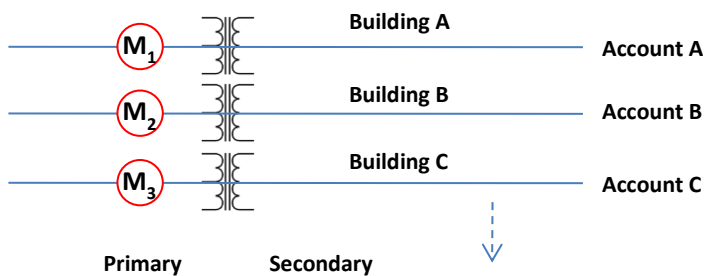 Building A
M1
Account A
Building B
M2
Account B
Building C
M3
Account C
Primary
Secondary